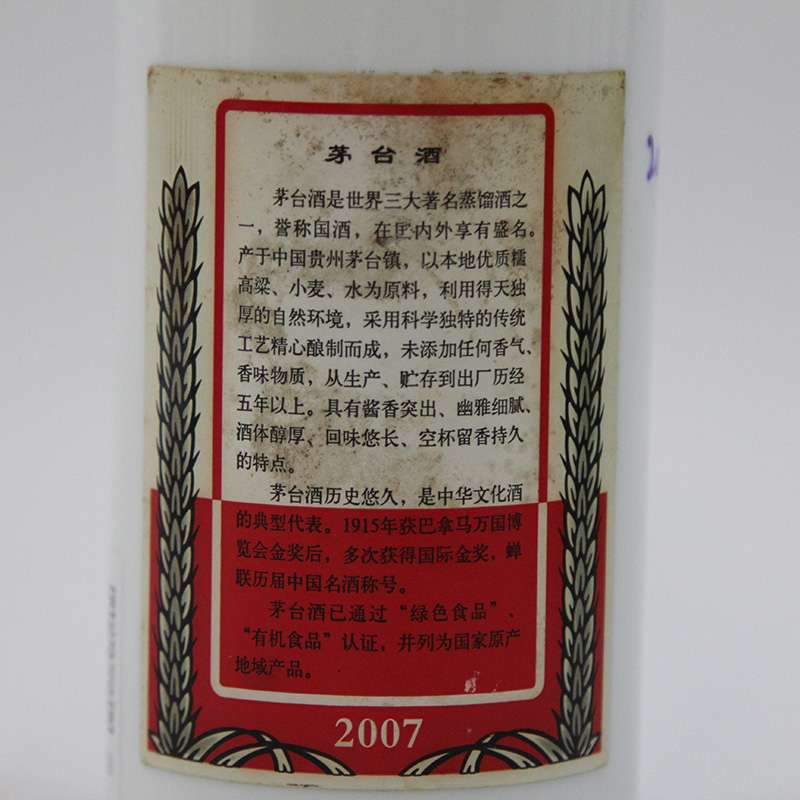 茅台酒
茅台酒是世界三大著名蒸馏酒之
一，誉称国酒，在国内外享有盛名。
产于中国贵州茅台镇，以本地优质糯
高粱、小麦、水为原料，利用得天独
厚的自然环境，采用科学独特的传统
工艺精心酿制而成，未添加任何香气、
香味物质，从生产、贮存到出厂历经
五年以上。具有酱香突出、幽雅细腻、
酒体醇厚、回味悠长、空杯留香持久
的特点。
茅台酒历史悠久，是中华文化酒
的典型代表。1915年获巴拿马万国博
览会金奖后，多次获得国际金奖，蝉
联历届中国名酒称号。
茅台酒已通过“绿色食品”、
“有机食品”认证，并列为国家原产
地域产品。
2007